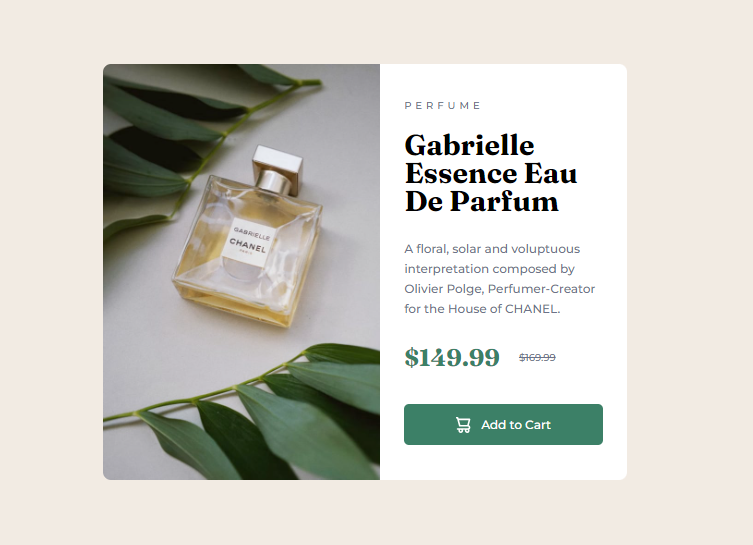 GABRIELLE
CHANEL
PARIS
PERFUME
Gabrielle
Essence Eau
De Parfum
A floral, solar and voluptuous
interpretation composed by
Olivier Polge, Perfumer-Creator
for the House of CHANEL.
$149.99 $169.99
Add to Cart